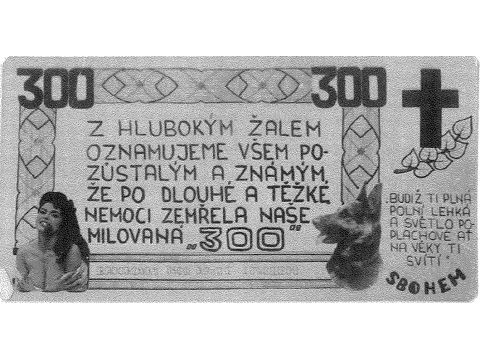 300
300
Z HLUBOKÝM ŽALEM
OZNAMUJEME VŠEM PO-
ZŮSTALÝM A ZNÁMÝM,
ŽE PO DLOUHÉ A TĚŽKÉ
NEMOCI ZEMŘELA NAŠE
MILOVANÁ „300"
„BUDIŽ TI PLNÁ
POLNÍ LEHKÁ
A SVĚTLO PO-
PLACHOVÉ AŤ
NA VĚKY TI
SVÍTÍ"
SBOHEM